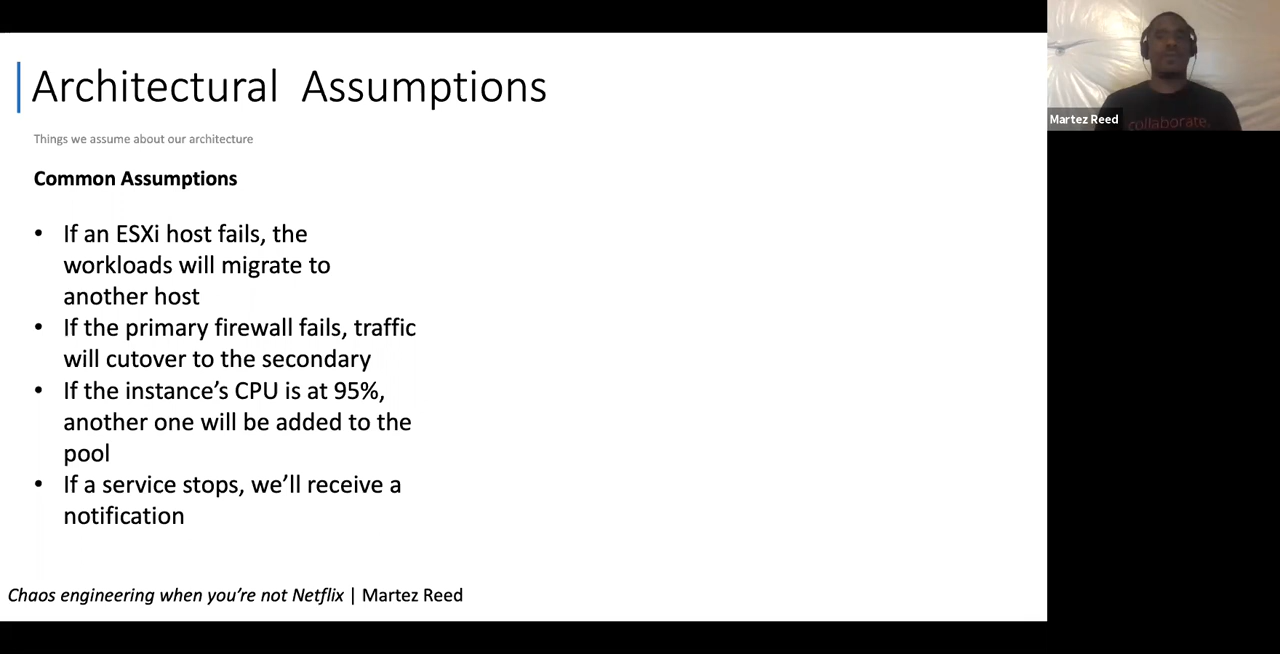 Architectural Assumptions
Things we assume about our architecture
Common Assumptions
• If an ESXi host fails, the
workloads will migrate to
another host
• If the primary firewall fails, traffic
will cutover to the secondary
• If the instance’s CPU is at 95%,
another one will be added to the
pool
• If a service stops, we’ll receive a
notification
Chaos engineering when you’re not Netflix | Martez Reed
Martez Reed
collaborate.